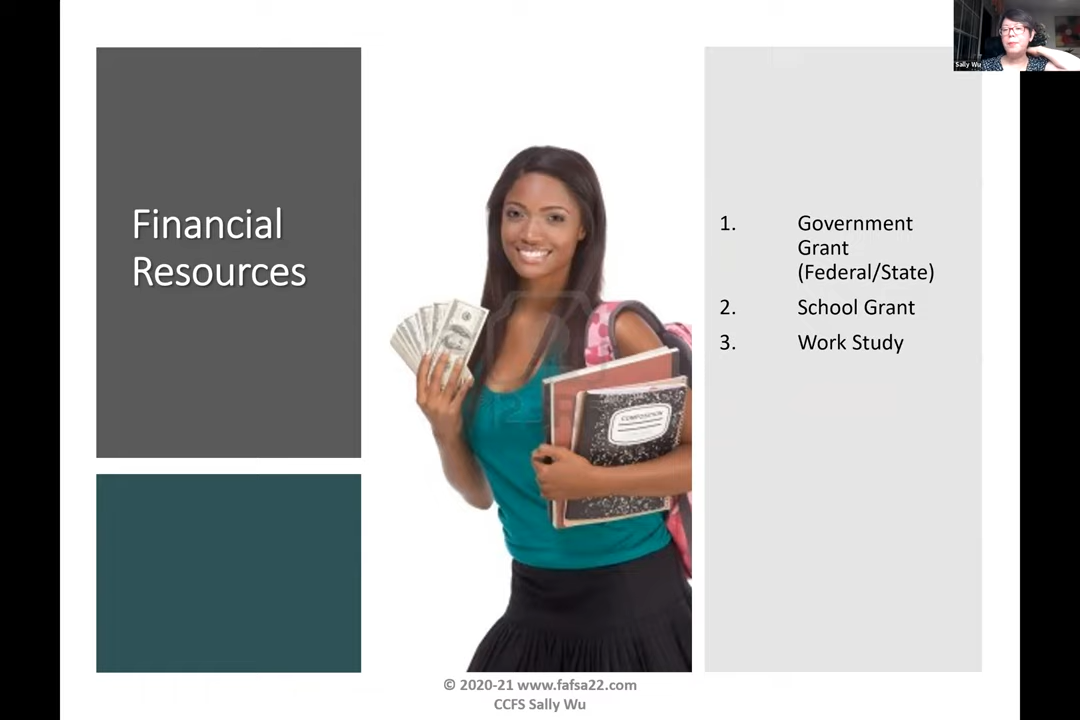 Sally Wu
Financial
Resources
1. Government
Grant
(Federal/State)
2. School Grant
3. Work Study
COMPOSITION
© 2020-21 www.fafsa22.com
CCFS Sally Wu